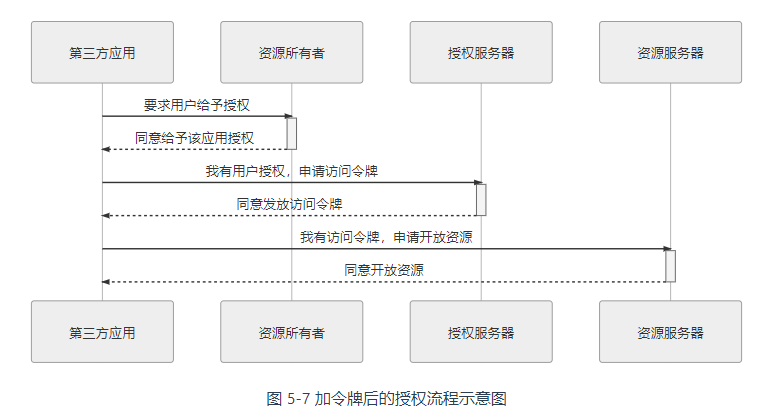 第三方应用
资源所有者
授权服务器
资源服务器
要求用户给予授权
同意给予该应用授权
我有用户授权，申请访问令牌
同意发放访问令牌
我有访问令牌，申请开放资源
同意开放资源
第三方应用
资源所有者
授权服务器
资源服务器
图 5-7 加令牌后的授权流程示意图